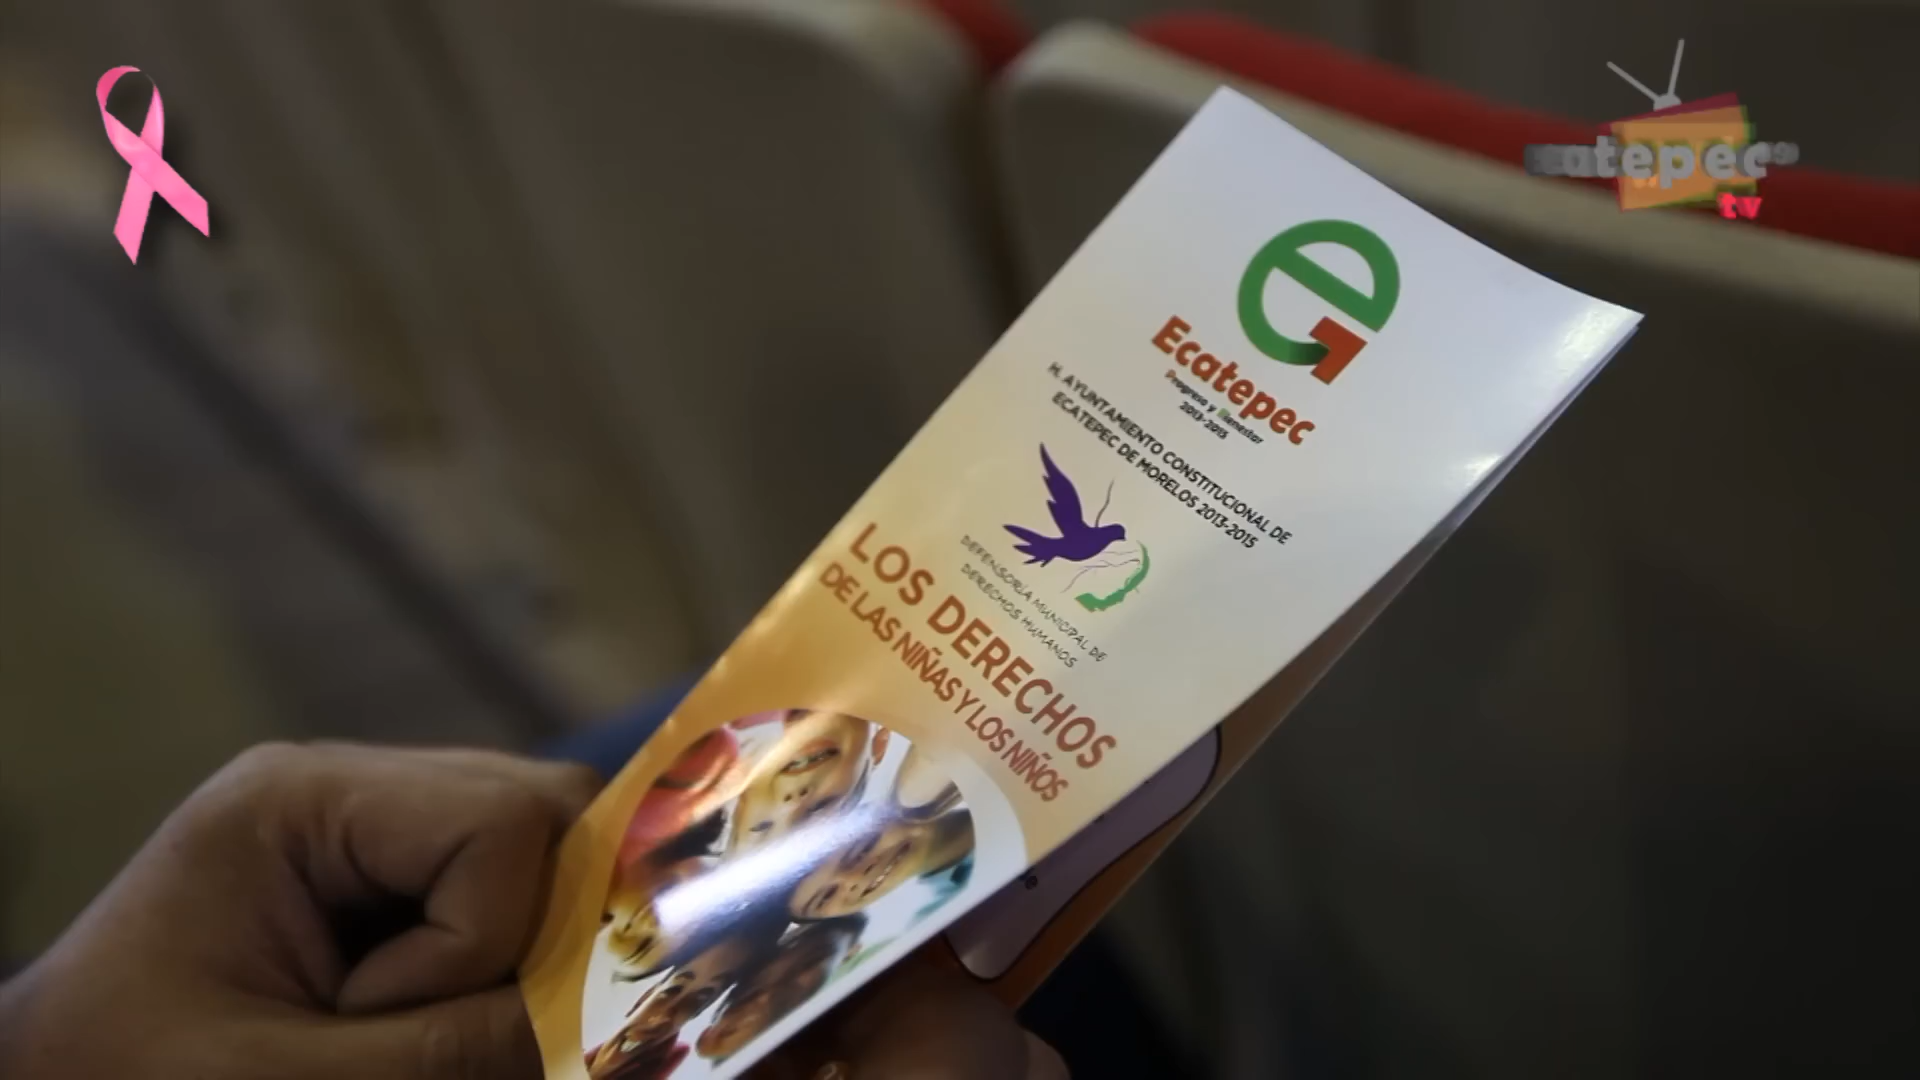 Ecatepec
Progreso y Bienestar
2013-2015
H. AYUNTAMIENTO CONSTITUCIONAL DE
ECATEPEC DE MORELOS 2013-2015
DEFENSORÍA MUNICIPAL DE
DERECHOS HUMANOS
LOS DERECHOS
DE LAS NIÑAS Y LOS NIÑOS
tv